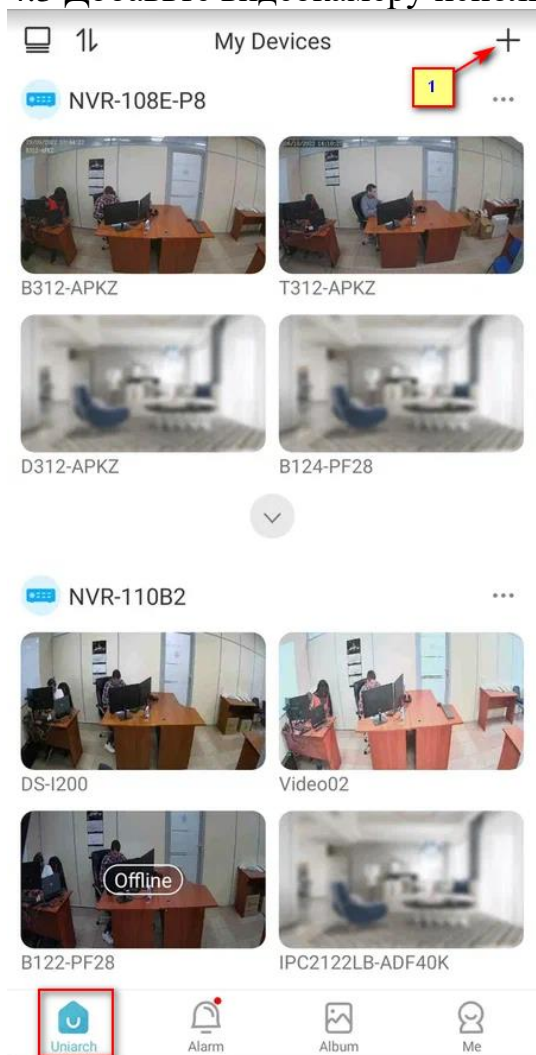 My Devices
1
NVR-108E-P8
B312-APKZ
T312-APKZ
D312-APKZ
B124-PF28
NVR-110B2
DS-I200
Video02
Offline
B122-PF28
IPC2122LB-ADF40K
Uniarch
Alarm
Album
Me